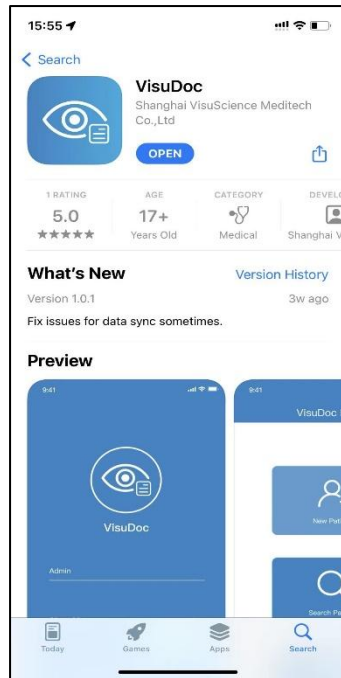 15:55
Search
VisuDoc
Shanghai VisuScience Meditech
Co.,Ltd
OPEN
1 RATING
AGE
CATEGORY
DEVELO
5.0
17+
Years Old
Medical
Shanghai V
What's New
Version History
Version 1.0.1
3w ago
Fix issues for data sync sometimes.
Preview
9:41
VisuDoc
Admin
9:41
VisuDoc
New Pati
Search Pa
Today
Games
Apps
Search